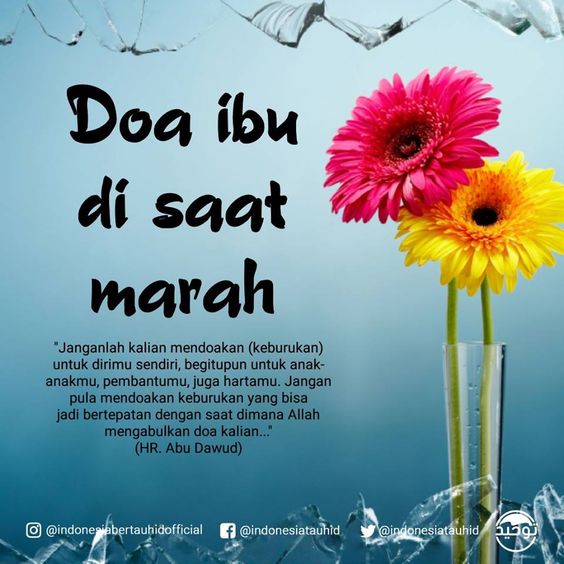 Doa ibu
di saat
marah
"Janganlah kalian mendoakan (keburukan)
untuk dirimu sendiri, begitupun untuk anak-
anakmu, pembantumu, juga hartamu. Jangan
pula mendoakan keburukan yang bisa
jadi bertepatan dengan saat dimana Allah
mengabulkan doa kalian..."
(HR. Abu Dawud)
@indonesiabertauhidofficial @indonesiatauhid @indonesiatauhid توحيد